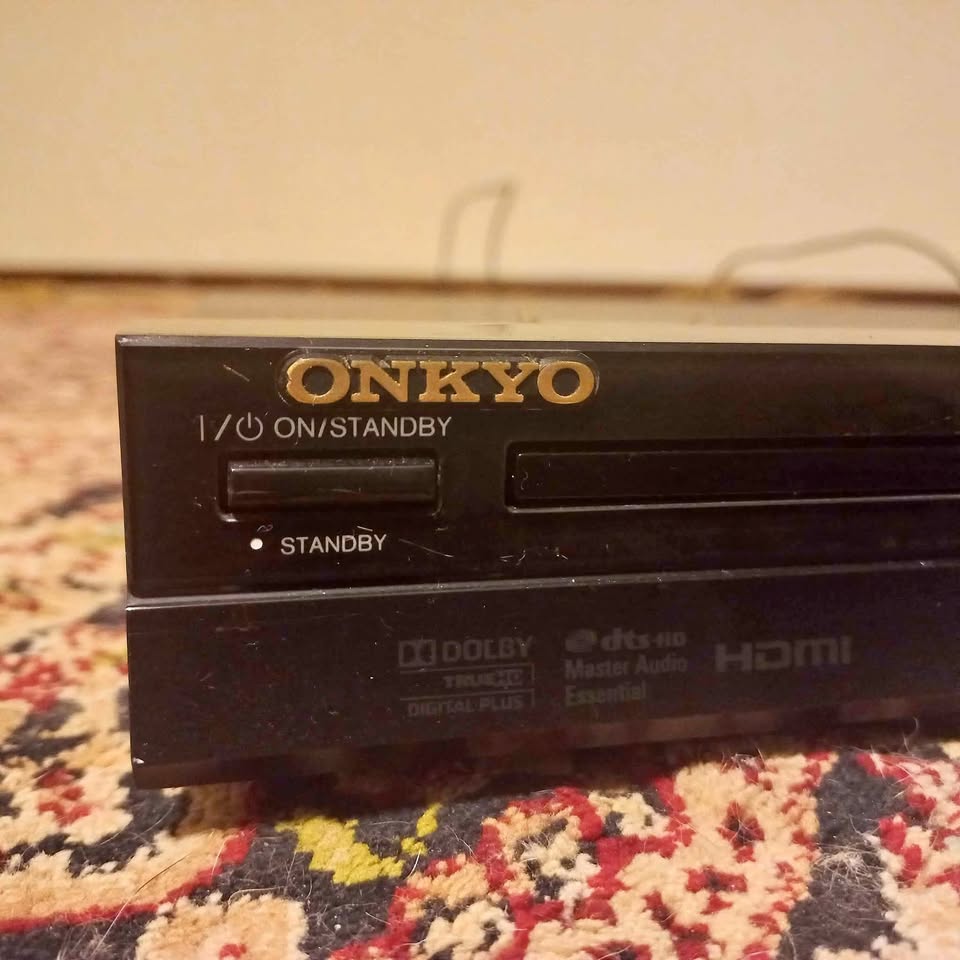 ONKYO
I/⏻ ON/STANDBY
STANDBY
DOLBY
TRUEHD
DIGITAL PLUS
dts-HD
Master Audio
Essential
HDMI